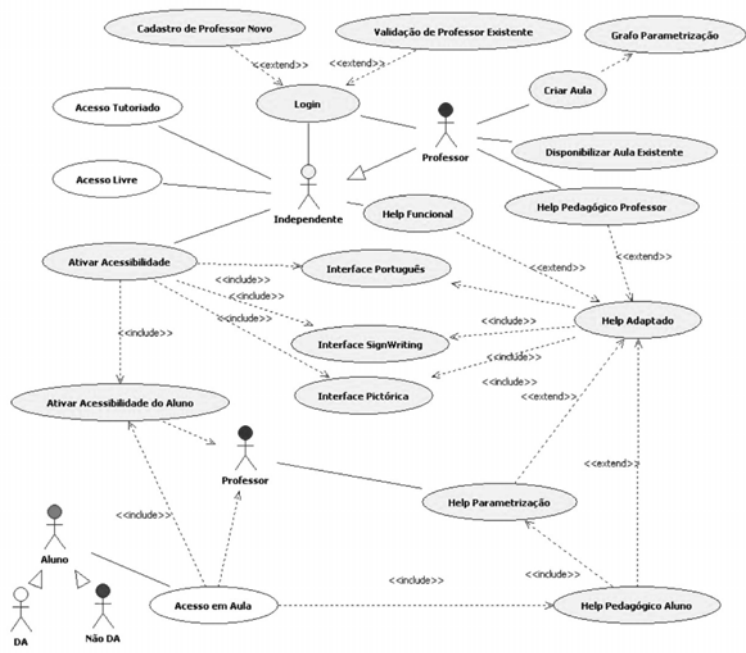 Cadastro de Professor Novo
Validação de Professor Existente
Grafo Parametrização
<<extend>>
<<extend>>
Criar Aula
Login
Acesso Tutoriado
Professor
Disponibilizar Aula Existente
Acesso Livre
Independente
Help Funcional
Help Pedagógico Professor
Ativar Acessibilidade
<<extend>>
<<extend>>
Interface Português
<<include>>
<<include>>
<<include>>
<<include>>
Help Adaptado
<<include>>
Interface SignWriting
<<include>>
<<include>>
Interface Pictórica
<<extend>>
Ativar Acessibilidade do Aluno
Professor
<<extend>>
Help Parametrização
<<include>>
Aluno
<<include>>
<<include>>
Acesso em Aula
Help Pedagógico Aluno
DA
Não DA